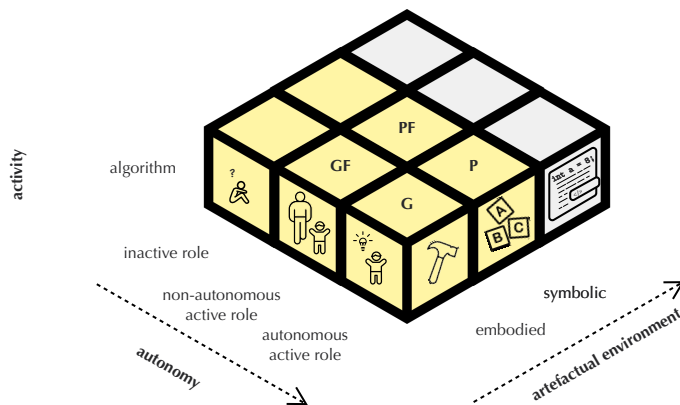 PF
GF
P
G
activity
algorithm
?
A
B
C
int a = 8;
inactive role
non-autonomous
active role
autonomous
active role
autonomy
symbolic
embodied
artefactual environment